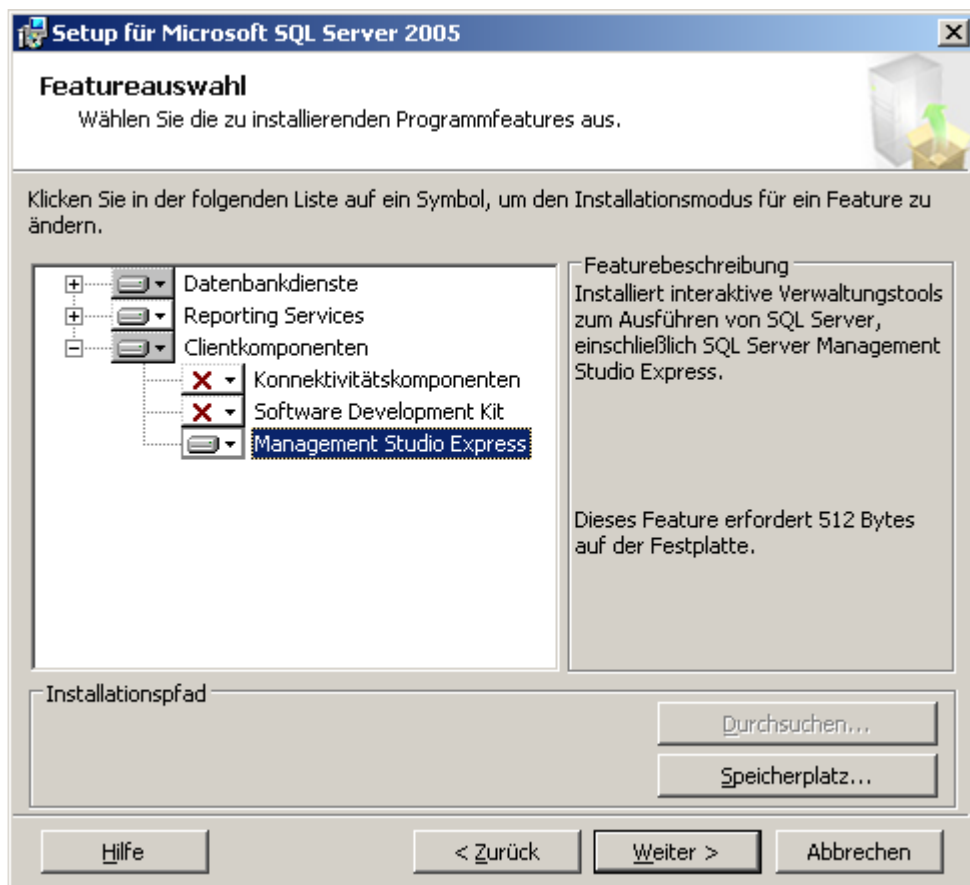 Setup für Microsoft SQL Server 2005
Featureauswahl
Wählen Sie die zu installierenden Programmfeatures aus.
Klicken Sie in der folgenden Liste auf ein Symbol, um den Installationsmodus für ein Feature zu
ändern.
Datenbankdienste
Reporting Services
Clientkomponenten
Konnektivitätskomponenten
Software Development Kit
Management Studio Express
Featurebeschreibung
Installiert interaktive Verwaltungstools
zum Ausführen von SQL Server,
einschließlich SQL Server Management
Studio Express.
Dieses Feature erfordert 512 Bytes
auf der Festplatte.
Installationspfad
Durchsuchen...
Speicherplatz...
Hilfe
< Zurück
Weiter >
Abbrechen